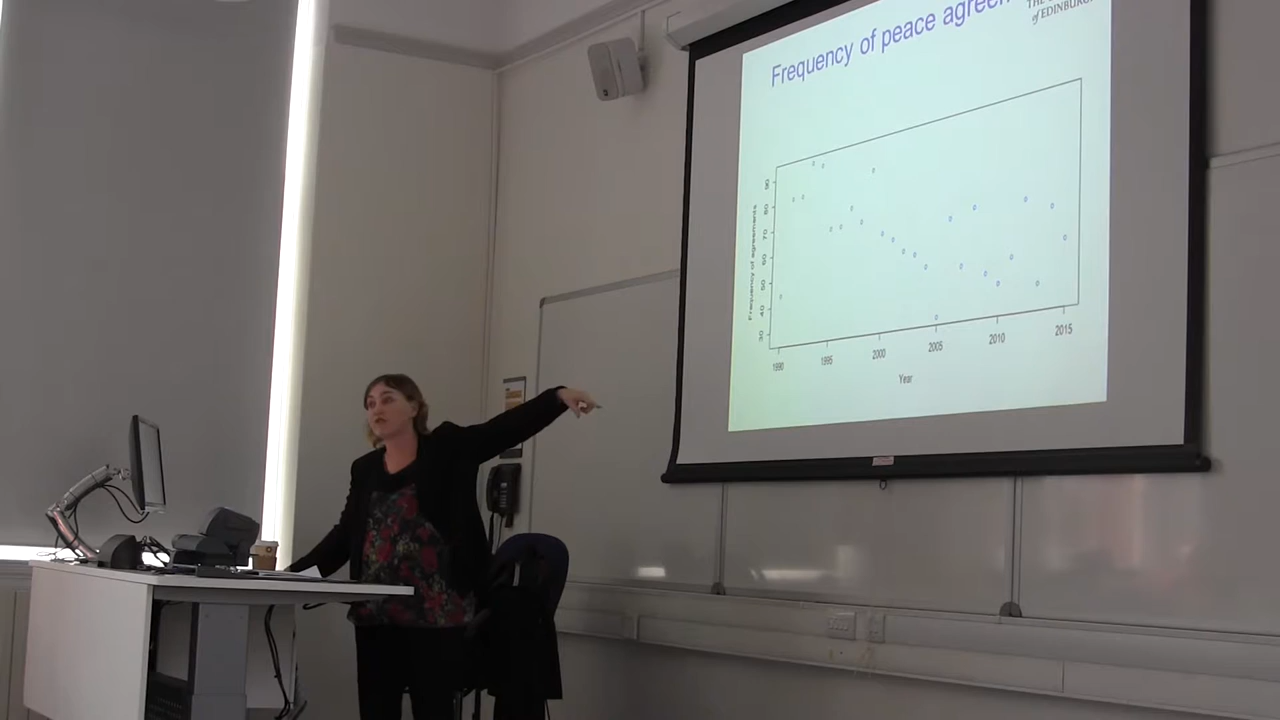 Frequency of peace agreem
THE
of EDINBURGH
90
80
70
60
50
40
30
Frequency of agreements
1990
1995
2000
2005
2010
2015
Year